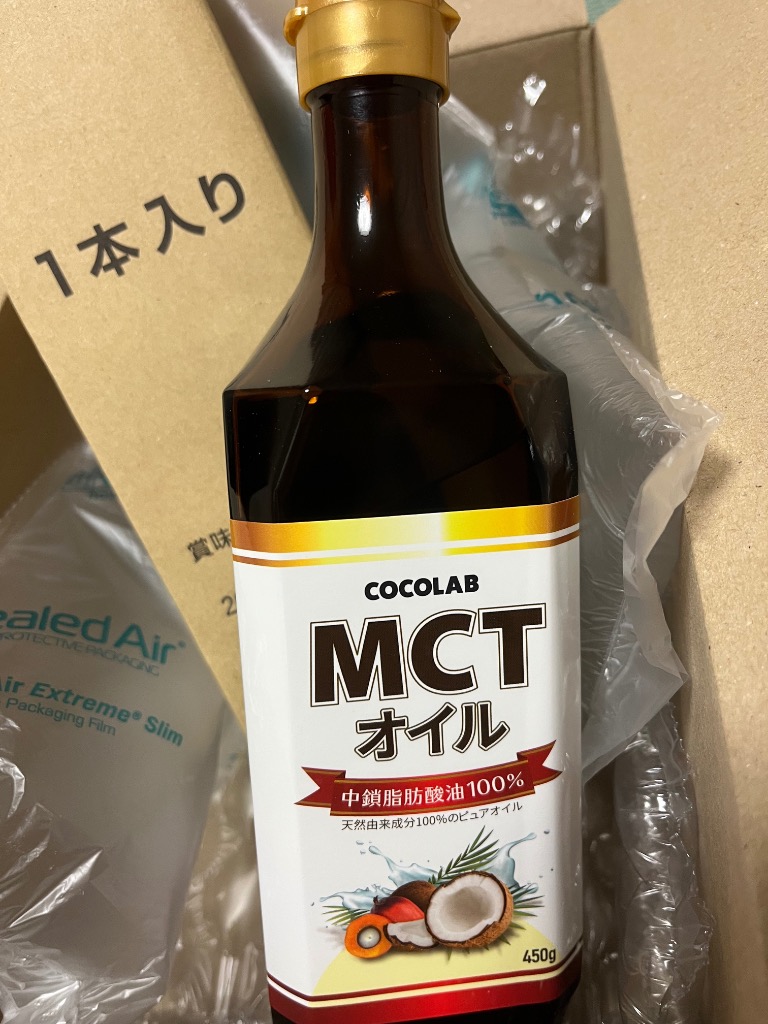 1本入り
賞味
2
COCOLAB
MCT
オイル
中鎖脂肪酸油100%
天然由来成分100%のピュアオイル
450g
ealed Air®
PROTECTIVE PACKAGING
Air Extreme® Slim
Packaging Film